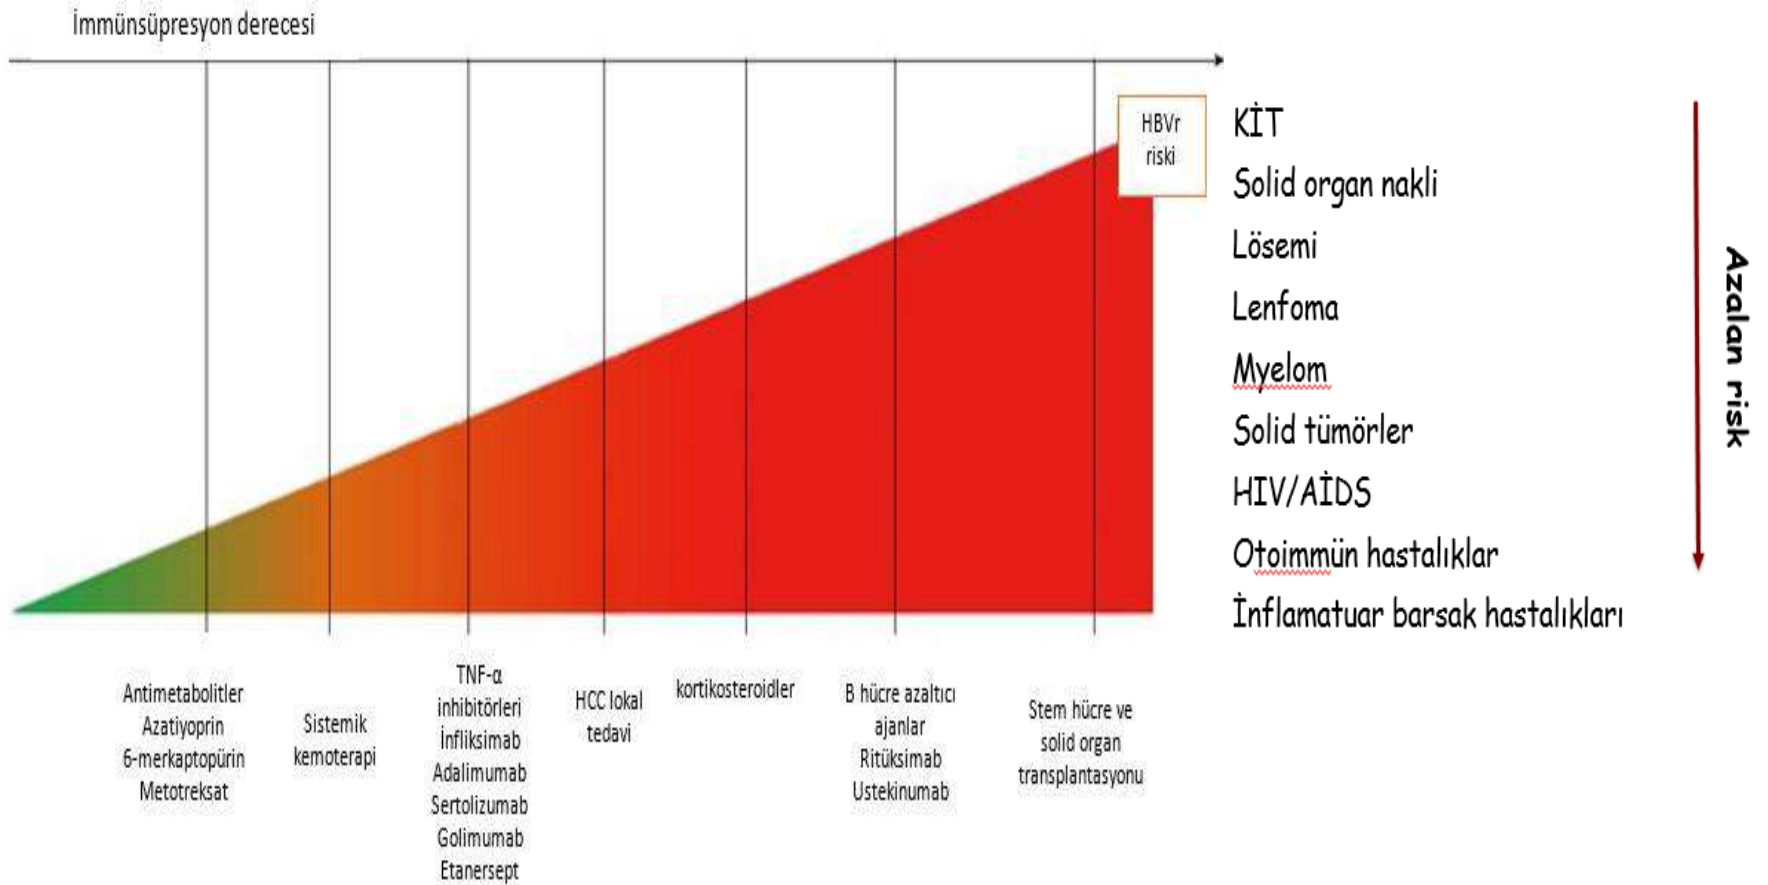 İmmünsüpresyon derecesi
HBVr
riski
KİT
Solid organ nakli
Lösemi
Lenfoma
Myelom
Solid tümörler
HIV/AİDS
Otoimmün hastalıklar
İnflamatuar barsak hastalıkları
Azalan risk
Antimetabolitler
Azatiyoprin
6-merkaptopürin
Metotreksat
Sistemik
kemoterapi
TNF-α
inhibitörleri
İnfliksimab
Adalimumab
Sertolizumab
Golimumab
Etanersept
HCC lokal
tedavi
kortikosteroidler
B hücre azaltıcı
ajanlar
Ritüksimab
Ustekinumab
Stem hücre ve
solid organ
transplantasyonu